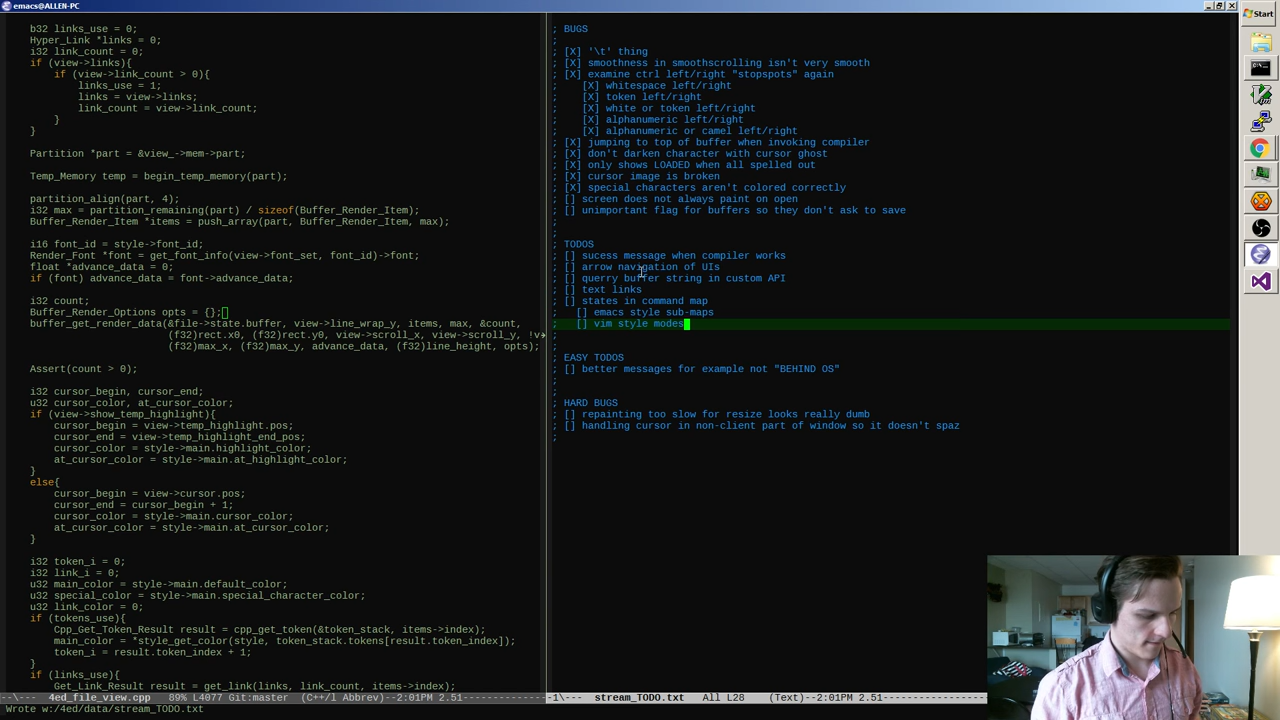 emacs@ALLEN-PC
b32 links_use = 0;
Hyper_Link *links = 0;
i32 link_count = 0;
if (view->links){
if (view->link_count > 0){
links_use = 1;
links = view->links;
link_count = view->link_count;
}
}
Partition *part = &view_->mem->part;
Temp_Memory temp = begin_temp_memory(part);
partition_align(part, 4);
i32 max = partition_remaining(part) / sizeof(Buffer_Render_Item);
Buffer_Render_Item *items = push_array(part, Buffer_Render_Item, max);
i16 font_id = style->font_id;
Render_Font *font = get_font_info(view->font_set, font_id)->font;
float *advance_data = 0;
if (font) advance_data = font->advance_data;
i32 count;
Buffer_Render_Options opts = {};
buffer_get_render_data(&file->state.buffer, view->line_wrap_y, items, max, &count,
(f32)rect.x0, (f32)rect.y0, view->scroll_x, view->scroll_y, !v
(f32)max_x, (f32)max_y, advance_data, (f32)line_height, opts);
Assert(count > 0);
i32 cursor_begin, cursor_end;
u32 cursor_color, at_cursor_color;
if (view->show_temp_highlight){
cursor_begin = view->temp_highlight.pos;
cursor_end = view->temp_highlight_end_pos;
cursor_color = style->main.highlight_color;
at_cursor_color = style->main.at_highlight_color;
}
else{
cursor_begin = view->cursor.pos;
cursor_end = cursor_begin + 1;
cursor_color = style->main.cursor_color;
at_cursor_color = style->main.at_cursor_color;
}
i32 token_i = 0;
i32 link_i = 0;
u32 main_color = style->main.default_color;
u32 special_color = style->main.special_character_color;
u32 link_color = 0;
if (tokens_use){
Cpp_Get_Token_Result result = cpp_get_token(&token_stack, items->index);
main_color = *style_get_color(style, token_stack.tokens[result.token_index]);
token_i = result.token_index + 1;
}
if (links_use){
Get_Link_Result result = get_link(links, link_count, items->index);
--\--- 4ed_file_view.cpp 89% L4077 Git:master (C++/l Abbrev)--2:01PM 2.51
Wrote w:/4ed/data/stream_TODO.txt
; BUGS
;
; [X] '\t' thing
; [X] smoothness in smoothscrolling isn't very smooth
; [X] examine ctrl left/right "stopspots" again
; [X] whitespace left/right
; [X] token left/right
; [X] white or token left/right
; [X] alphanumeric left/right
; [X] alphanumeric or camel left/right
; [X] jumping to top of buffer when invoking compiler
; [X] don't darken character with cursor ghost
; [X] only shows LOADED when all spelled out
; [X] cursor image is broken
; [X] special characters aren't colored correctly
; [] screen does not always paint on open
; [] unimportant flag for buffers so they don't ask to save
;
;
; TODOS
; [] sucess message when compiler works
; [] arrow navigation of UIs
; [] querry buffer string in custom API
; [] text links
; [] states in command map
; [] emacs style sub-maps
; [] vim style modes
;
;
; EASY TODOS
; [] better messages for example not "BEHIND OS"
;
;
; HARD BUGS
; [] repainting too slow for resize looks really dumb
; [] handling cursor in non-client part of window so it doesn't spaz
;
-1\--- stream_TODO.txt All L28 (Text)--2:01PM 2.51
Start